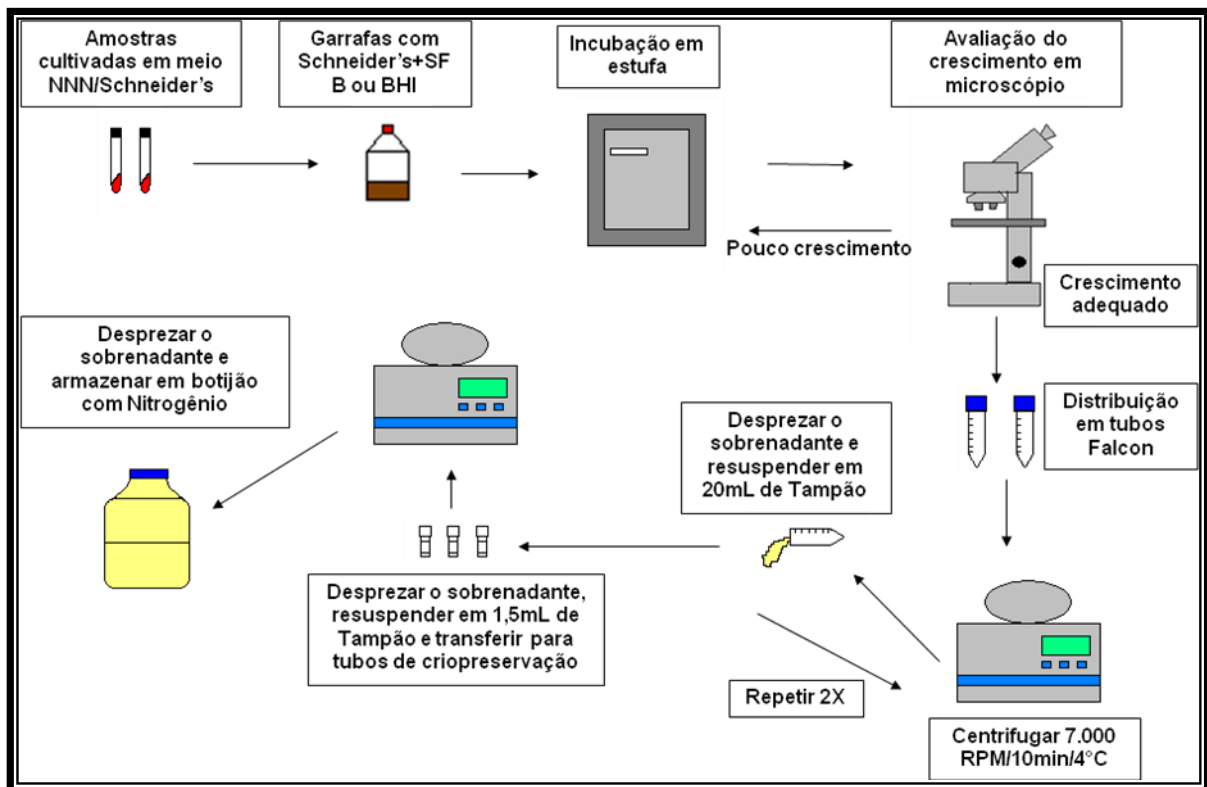 Amostras
cultivadas em meio
NNN/Schneider's
Garrafas com
Schneider's+SF
B ou BHI
Incubação em
estufa
Avaliação do
crescimento em
microscópio
Pouco crescimento
Crescimento
adequado
Distribuição
em tubos
Falcon
Centrifugar 7.000
RPM/10min/4°C
Desprezar o
sobrenadante e
resuspender em
20mL de Tampão
Repetir 2X
Desprezar o sobrenadante,
resuspender em 1,5mL de
Tampão e transferir para
tubos de criopreservação
Desprezar o
sobrenadante e
armazenar em botijão
com Nitrogênio